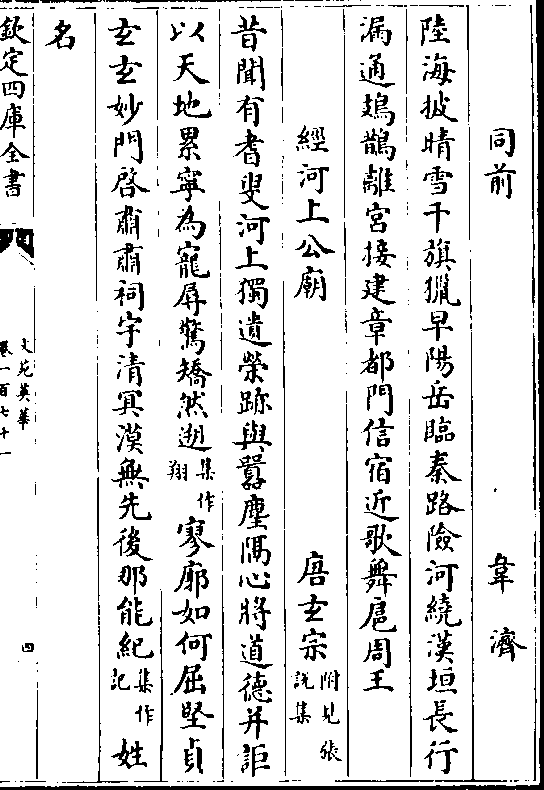 同前　韋濟
陸海披晴雪千旗獵早陽岳臨秦路險河繞漢垣長行
漏通鳷鵲離宮接建章都門信宿近歌舞扈周王
經河上公廟　唐玄宗附見張說集
昔聞有耆叟河上獨遺榮跡與囂塵隅心將道德并詎
以天地累寧為寵辱驚矯然遡集作翔寥廓如何屈堅貞
玄玄妙門啓肅肅祠宇清冥漠無先後那能紀集作記姓
名
欽定四庫全書
文苑英華
卷一百七十一
四